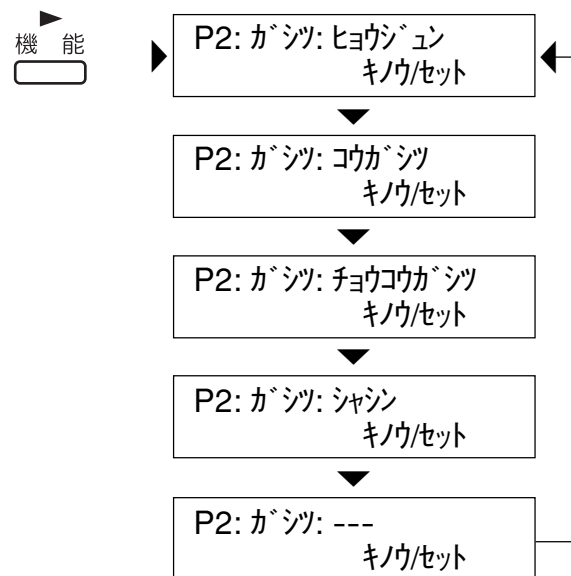 機 能
P2: ｶﾞｼﾂ: ﾋｮｳｼﾞｭﾝ
ｷﾉｳ/ｾｯﾄ
P2: ｶﾞｼﾂ: ｺｳｶﾞｼﾂ
ｷﾉｳ/ｾｯﾄ
P2: ｶﾞｼﾂ: ﾁｮｳｺｳｶﾞｼﾂ
ｷﾉｳ/ｾｯﾄ
P2: ｶﾞｼﾂ: ｼｬｼﾝ
ｷﾉｳ/ｾｯﾄ
P2: ｶﾞｼﾂ: ---
ｷﾉｳ/ｾｯﾄ